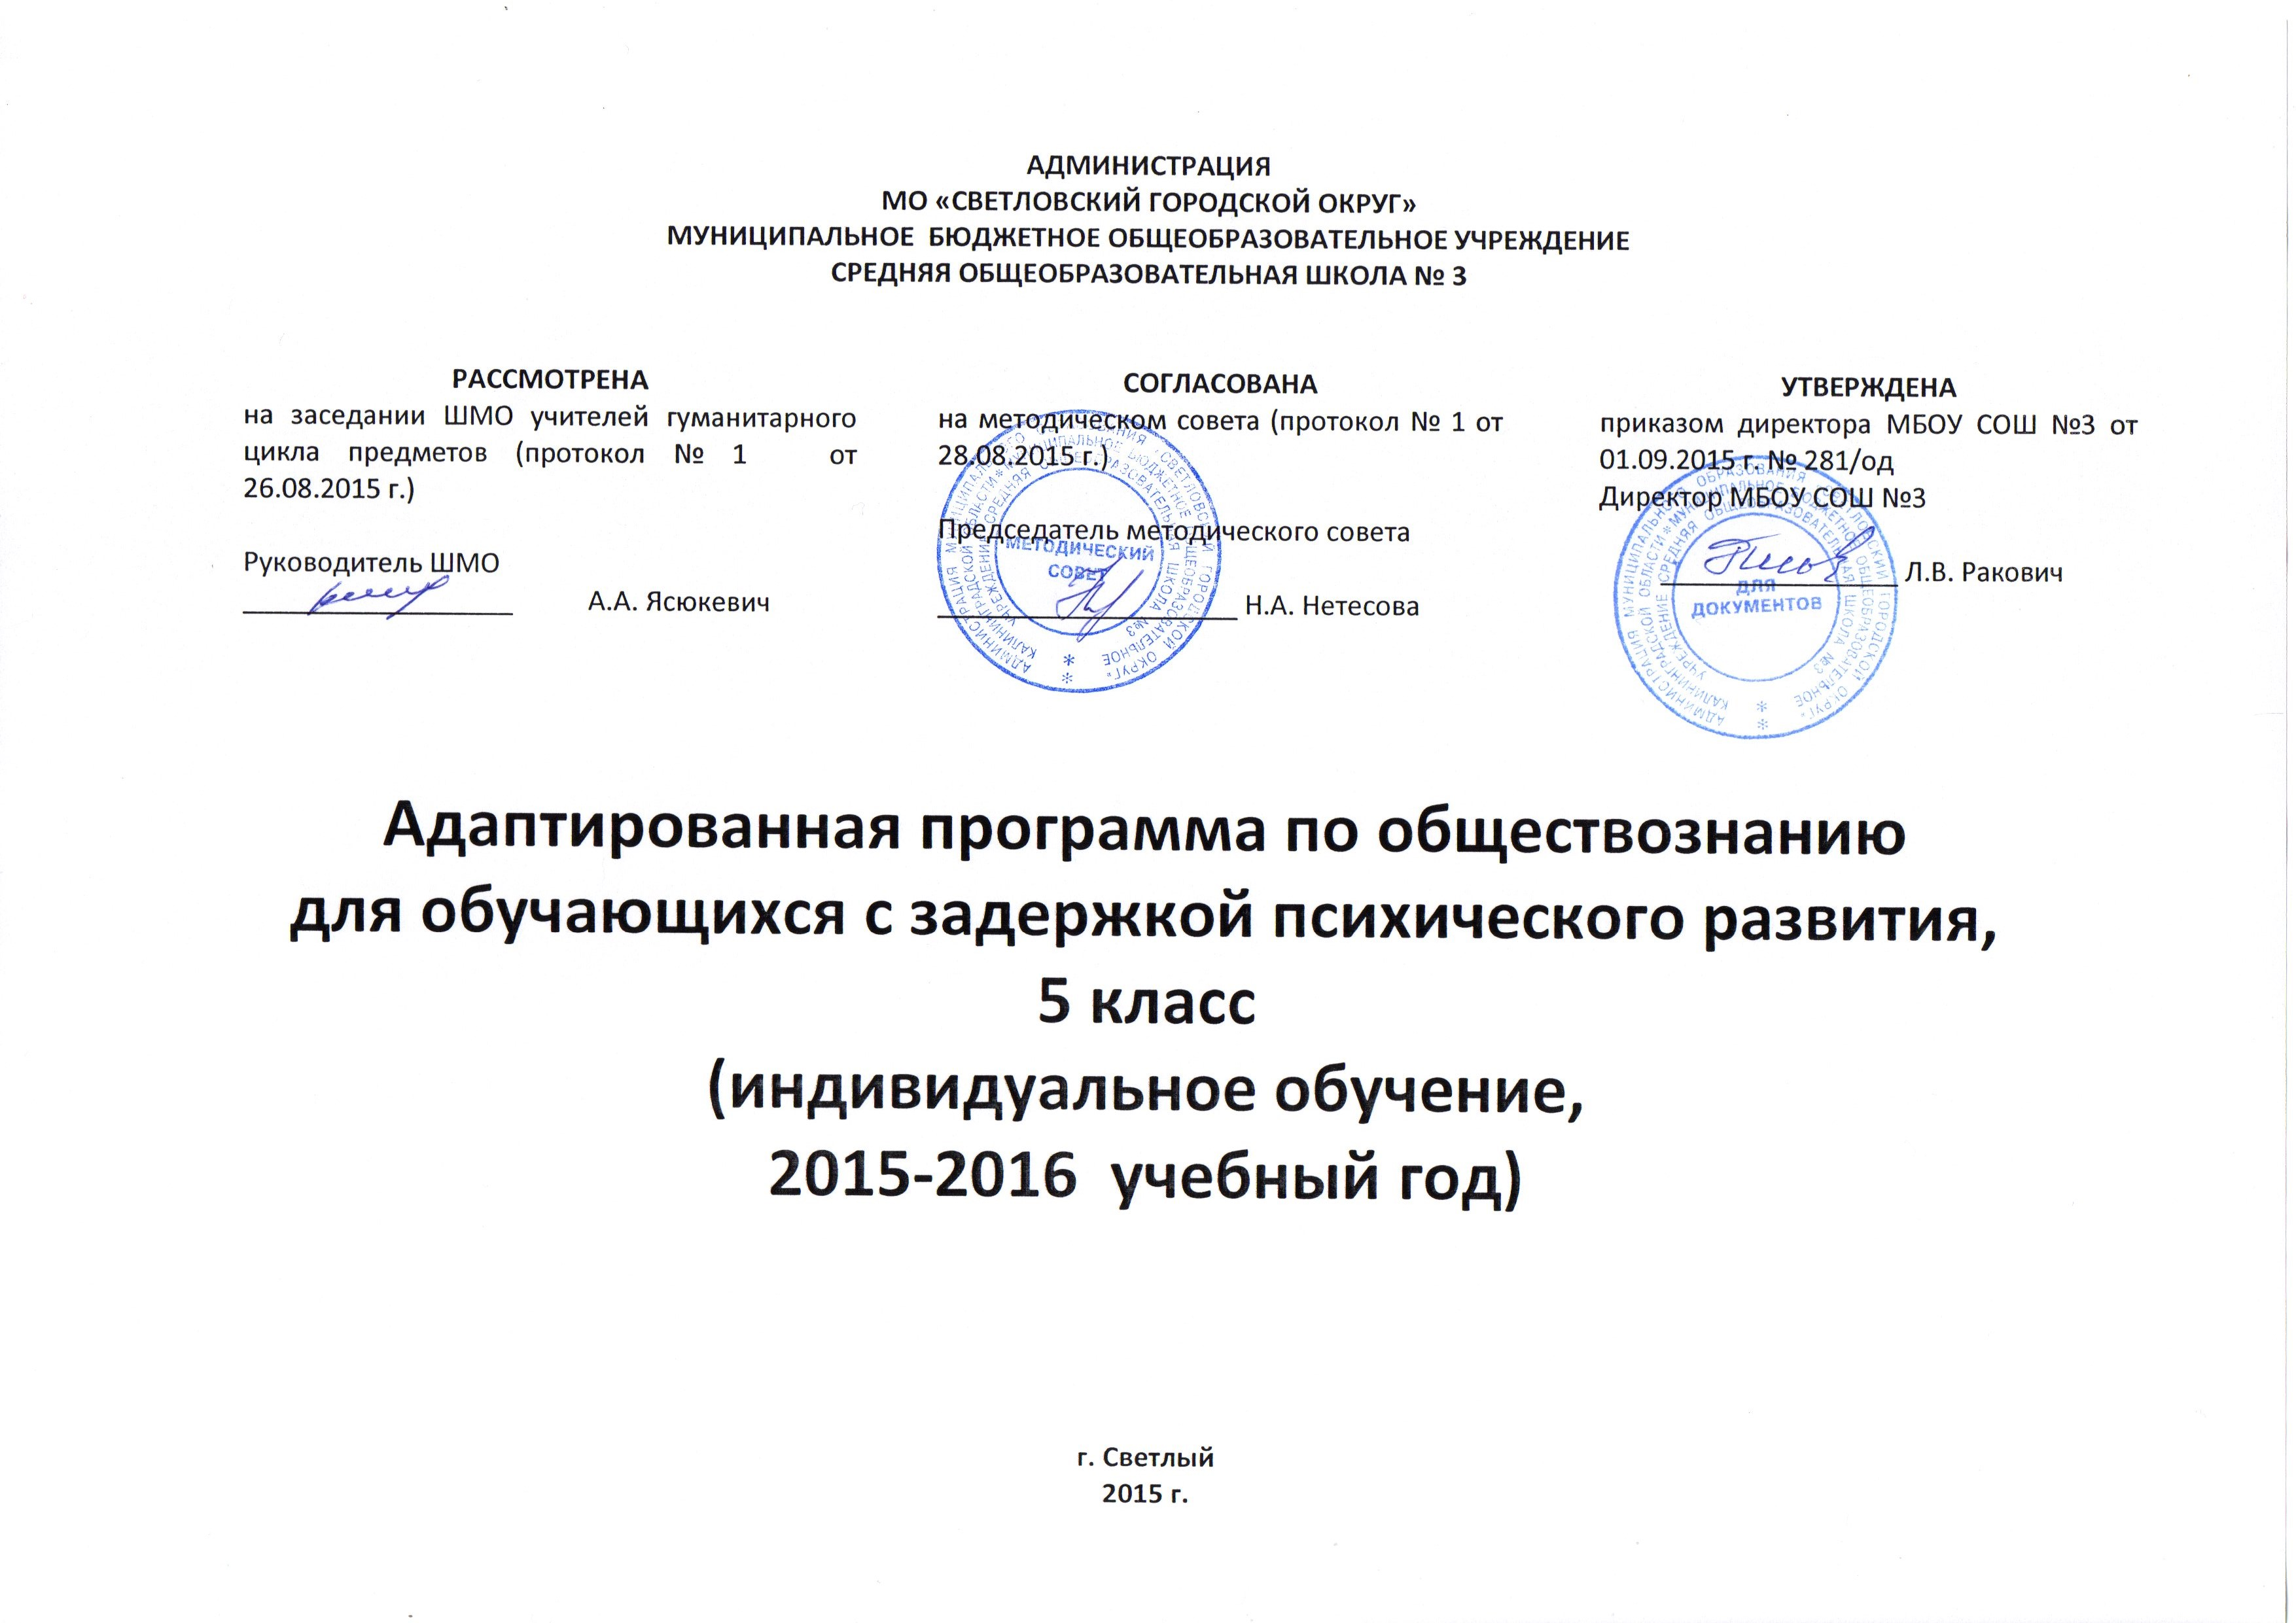 АДМИНИСТРАЦИЯ
МО «СВЕТЛОВСКИЙ ГОРОДСКОЙ ОКРУГ»
МУНИЦИПАЛЬНОЕ БЮДЖЕТНОЕ ОБЩЕОБРАЗОВАТЕЛЬНОЕ УЧРЕЖДЕНИЕ
СРЕДНЯЯ ОБЩЕОБРАЗОВАТЕЛЬНАЯ ШКОЛА № 3
РАССМОТРЕНА
на заседании ШМО учителей гуманитарного
цикла предметов (протокол № 1 от
26.08.2015 г.)
Руководитель ШМО
А.А. Ясюкевич
СОГЛАСОВАНА
на методическом совета (протокол № 1 от
28.08.2015 г.)
Председатель методического совета
Н.А. Нетесова
МЕТОДИЧЕСКИЙ
СОВЕТ
УТВЕРЖДЕНА
приказом директора МБОУ СОШ №3 от
01.09.2015 г. № 281/од
Директор МБОУ СОШ №3
Л.В. Ракович
ДЛЯ
ДОКУМЕНТОВ
Адаптированная программа по обществознанию
для обучающихся с задержкой психического развития,
5 класс
(индивидуальное обучение,
2015-2016 учебный год)
г. Светлый
2015 г.